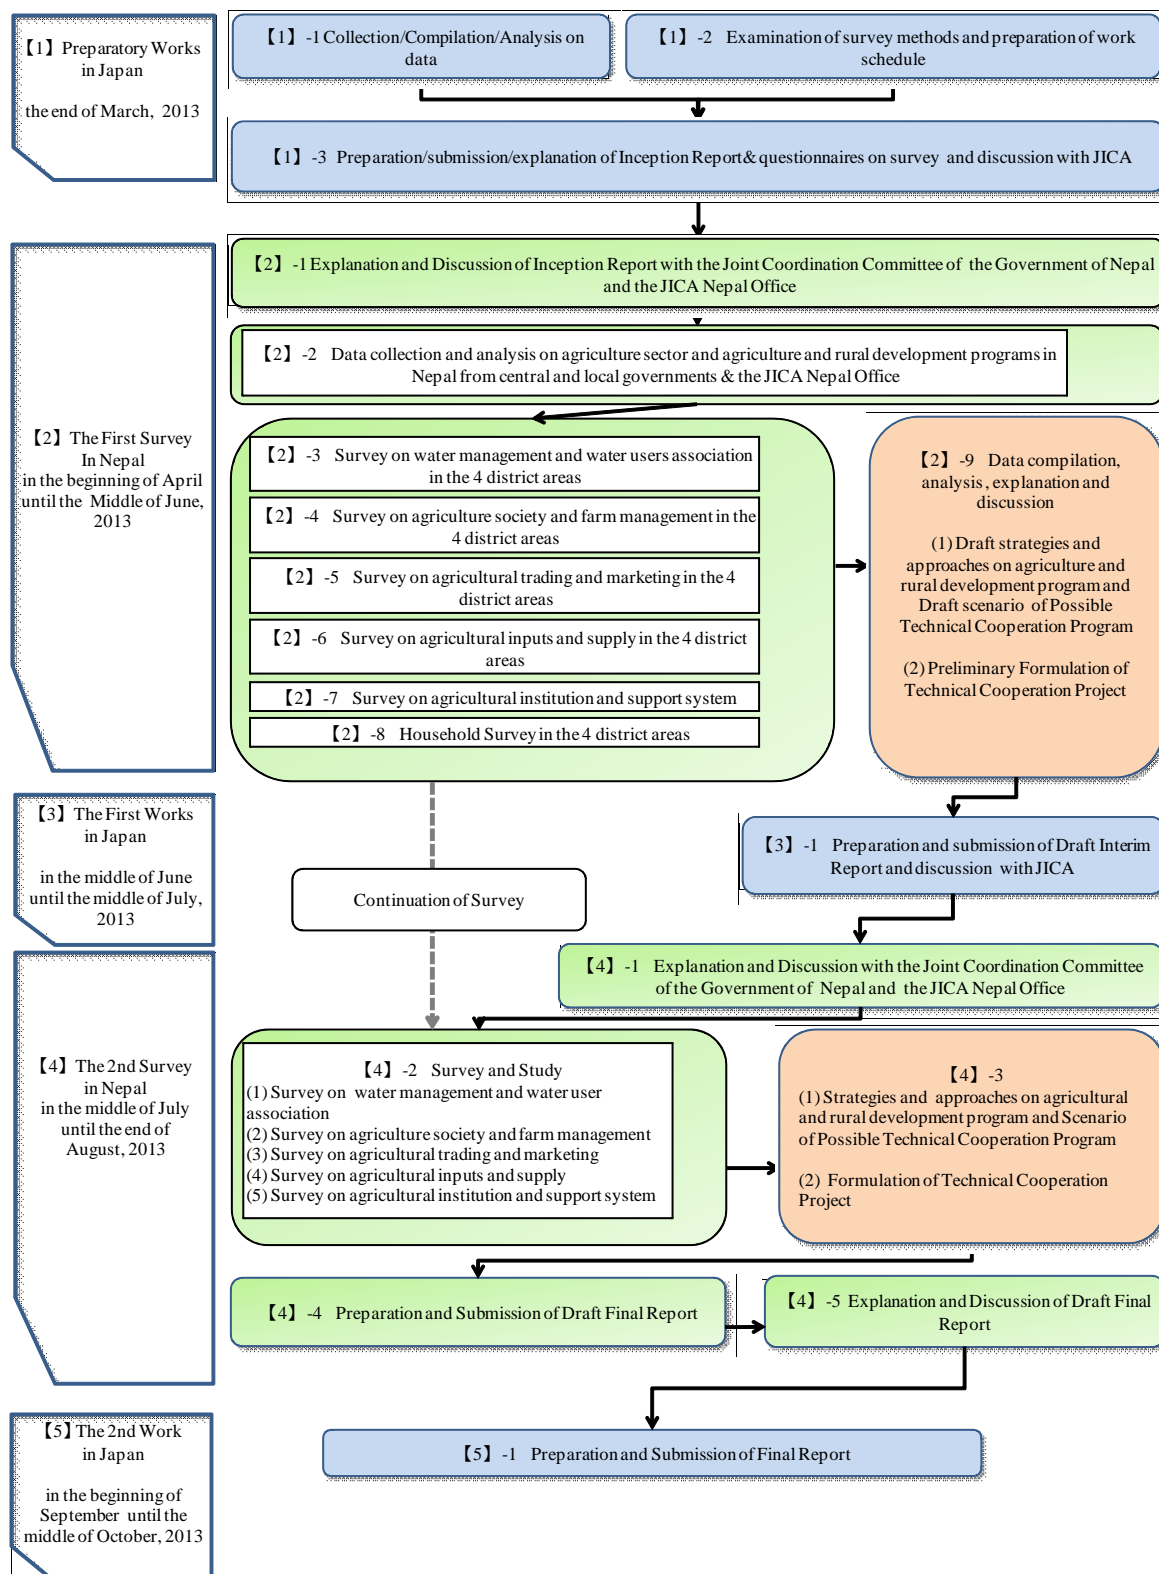 【1】Preparatory Works
in Japan
the end of March, 2013
【1】-1 Collection/Compilation/Analysis on
data
【1】-2 Examination of survey methods and preparation of work
schedule
【1】-3 Preparation/submission/explanation of Inception Report& questionnaires on survey and discussion with JICA
【2】The First Survey
In Nepal
in the beginning of April
until the Middle of June,
2013
【2】-1 Explanation and Discussion of Inception Report with the Joint Coordination Committee of the Government of Nepal
and the JICA Nepal Office
【2】-2 Data collection and analysis on agriculture sector and agriculture and rural development programs in
Nepal from central and local governments & the JICA Nepal Office
【2】-3 Survey on water management and water users association
in the 4 district areas
【2】-4 Survey on agriculture society and farm management in the
4 district areas
【2】-5 Survey on agricultural trading and marketing in the 4
district areas
【2】-6 Survey on agricultural inputs and supply in the 4 district
areas
【2】-7 Survey on agricultural institution and support system
【2】-8 Household Survey in the 4 district areas
【2】-9 Data compilation,
analysis, explanation and
discussion
(1) Draft strategies and
approaches on agriculture and
rural development program and
Draft scenario of Possible
Technical Cooperation Program
(2) Preliminary Formulation of
Technical Cooperation Project
【3】The First Works
in Japan
in the middle of June
until the middle of July,
2013
【3】-1 Preparation and submission of Draft Interim
Report and discussion with JICA
Continuation of Survey
【4】The 2nd Survey
in Nepal
in the middle of July
until the end of
August, 2013
【4】-1 Explanation and Discussion with the Joint Coordination Committee
of the Government of Nepal and the JICA Nepal Office
【4】-2 Survey and Study
(1) Survey on water management and water user
association
(2) Survey on agriculture society and farm management
(3) Survey on agricultural trading and marketing
(4) Survey on agricultural inputs and supply
(5) Survey on agricultural institution and support system
【4】-3
(1) Strategies and approaches on agricultural
and rural development program and Scenario
of Possible Technical Cooperation Program
(2) Formulation of Technical Cooperation
Project
【4】-4 Preparation and Submission of Draft Final Report
【4】-5 Explanation and Discussion of Draft Final
Report
【5】The 2nd Work
in Japan
in the beginning of
September until the
middle of October, 2013
【5】-1 Preparation and Submission of Final Report